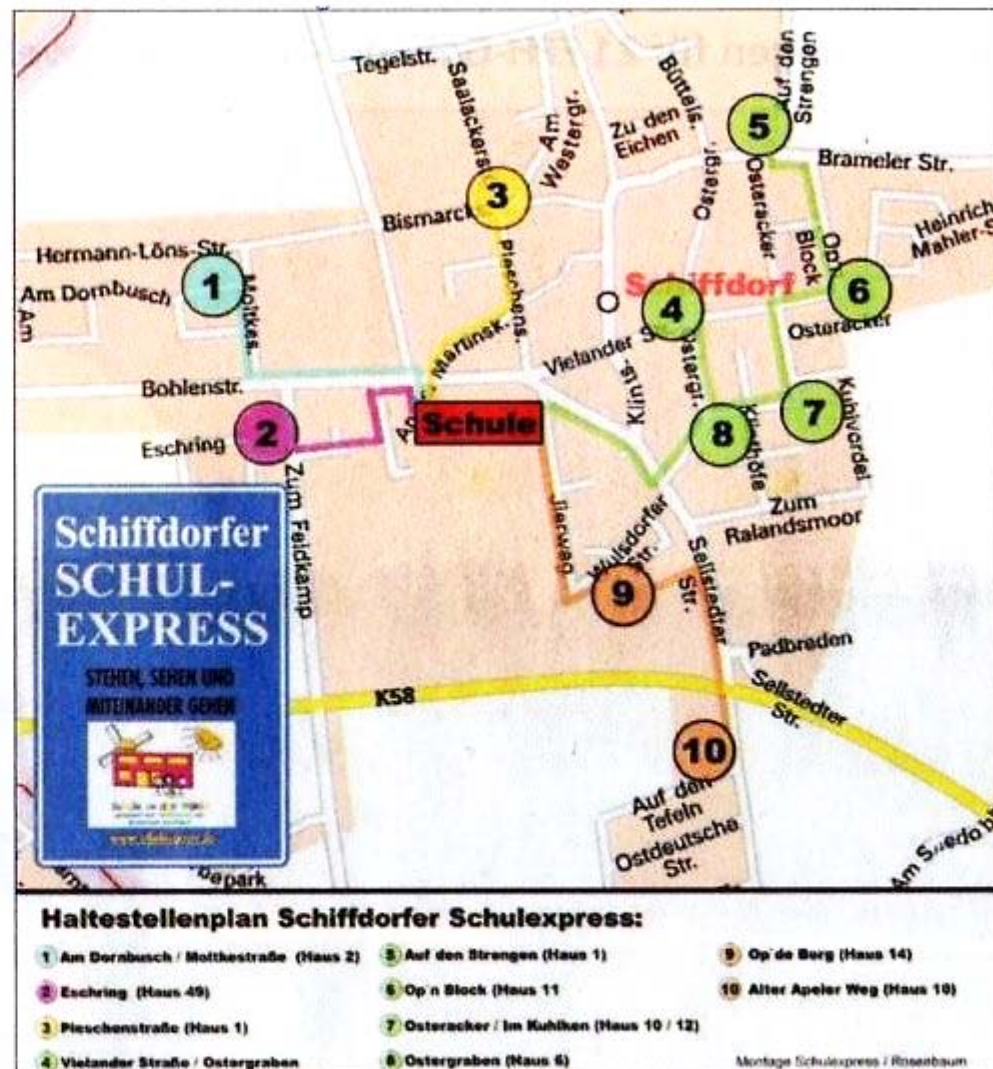 Tegelstr.
Saalackerstr.
Am Westergr.
Büttels.
Zu den
Eichen
Ostergr.
Auf den
Strengen
5
Brameler Str.
Osteracker
3
Bismarck
Heinrich
Mahler-S
Op'n
Block
Hermann-Löns-Str.
Am Dornbusch
Am
1
Moltkes.
Pieschens.
Schiffdorf
4
6
Osteracker
Martinsk.
Vielander S
Klints.
Ostergr.
Bohlenstr.
Kuhlvordel
7
Eschring
2
Schule
8
Zum Feldkamp
Jierweg
Wulsdorfer
Str.
Zum
Ralandsmoor
9
Sellstedter
Str.
Padbreden
Sellstedter
Str.
K58
10
Auf den
Tefeln
Ostdeutsche
Str.
Schiffdorfer
SCHUL-
EXPRESS
STEHEN, SEHEN UND
MITEINANDER GEHEN
Haltestellenplan Schiffdorfer Schulexpress:
1 Am Dornbusch / Moltkestraße (Haus 2)
2 Eschring (Haus 49)
3 Pieschenstraße (Haus 1)
4 Vielander Straße / Ostergraben
5 Auf den Strengen (Haus 1)
6 Op'n Block (Haus 11
7 Osteracker / Im Kuhlken (Haus 10 / 12)
8 Ostergraben (Haus 6)
9 Op'de Borg (Haus 14)
10 Alter Apeler Weg (Haus 10)
Montage Schulexpress / Rosenbaum